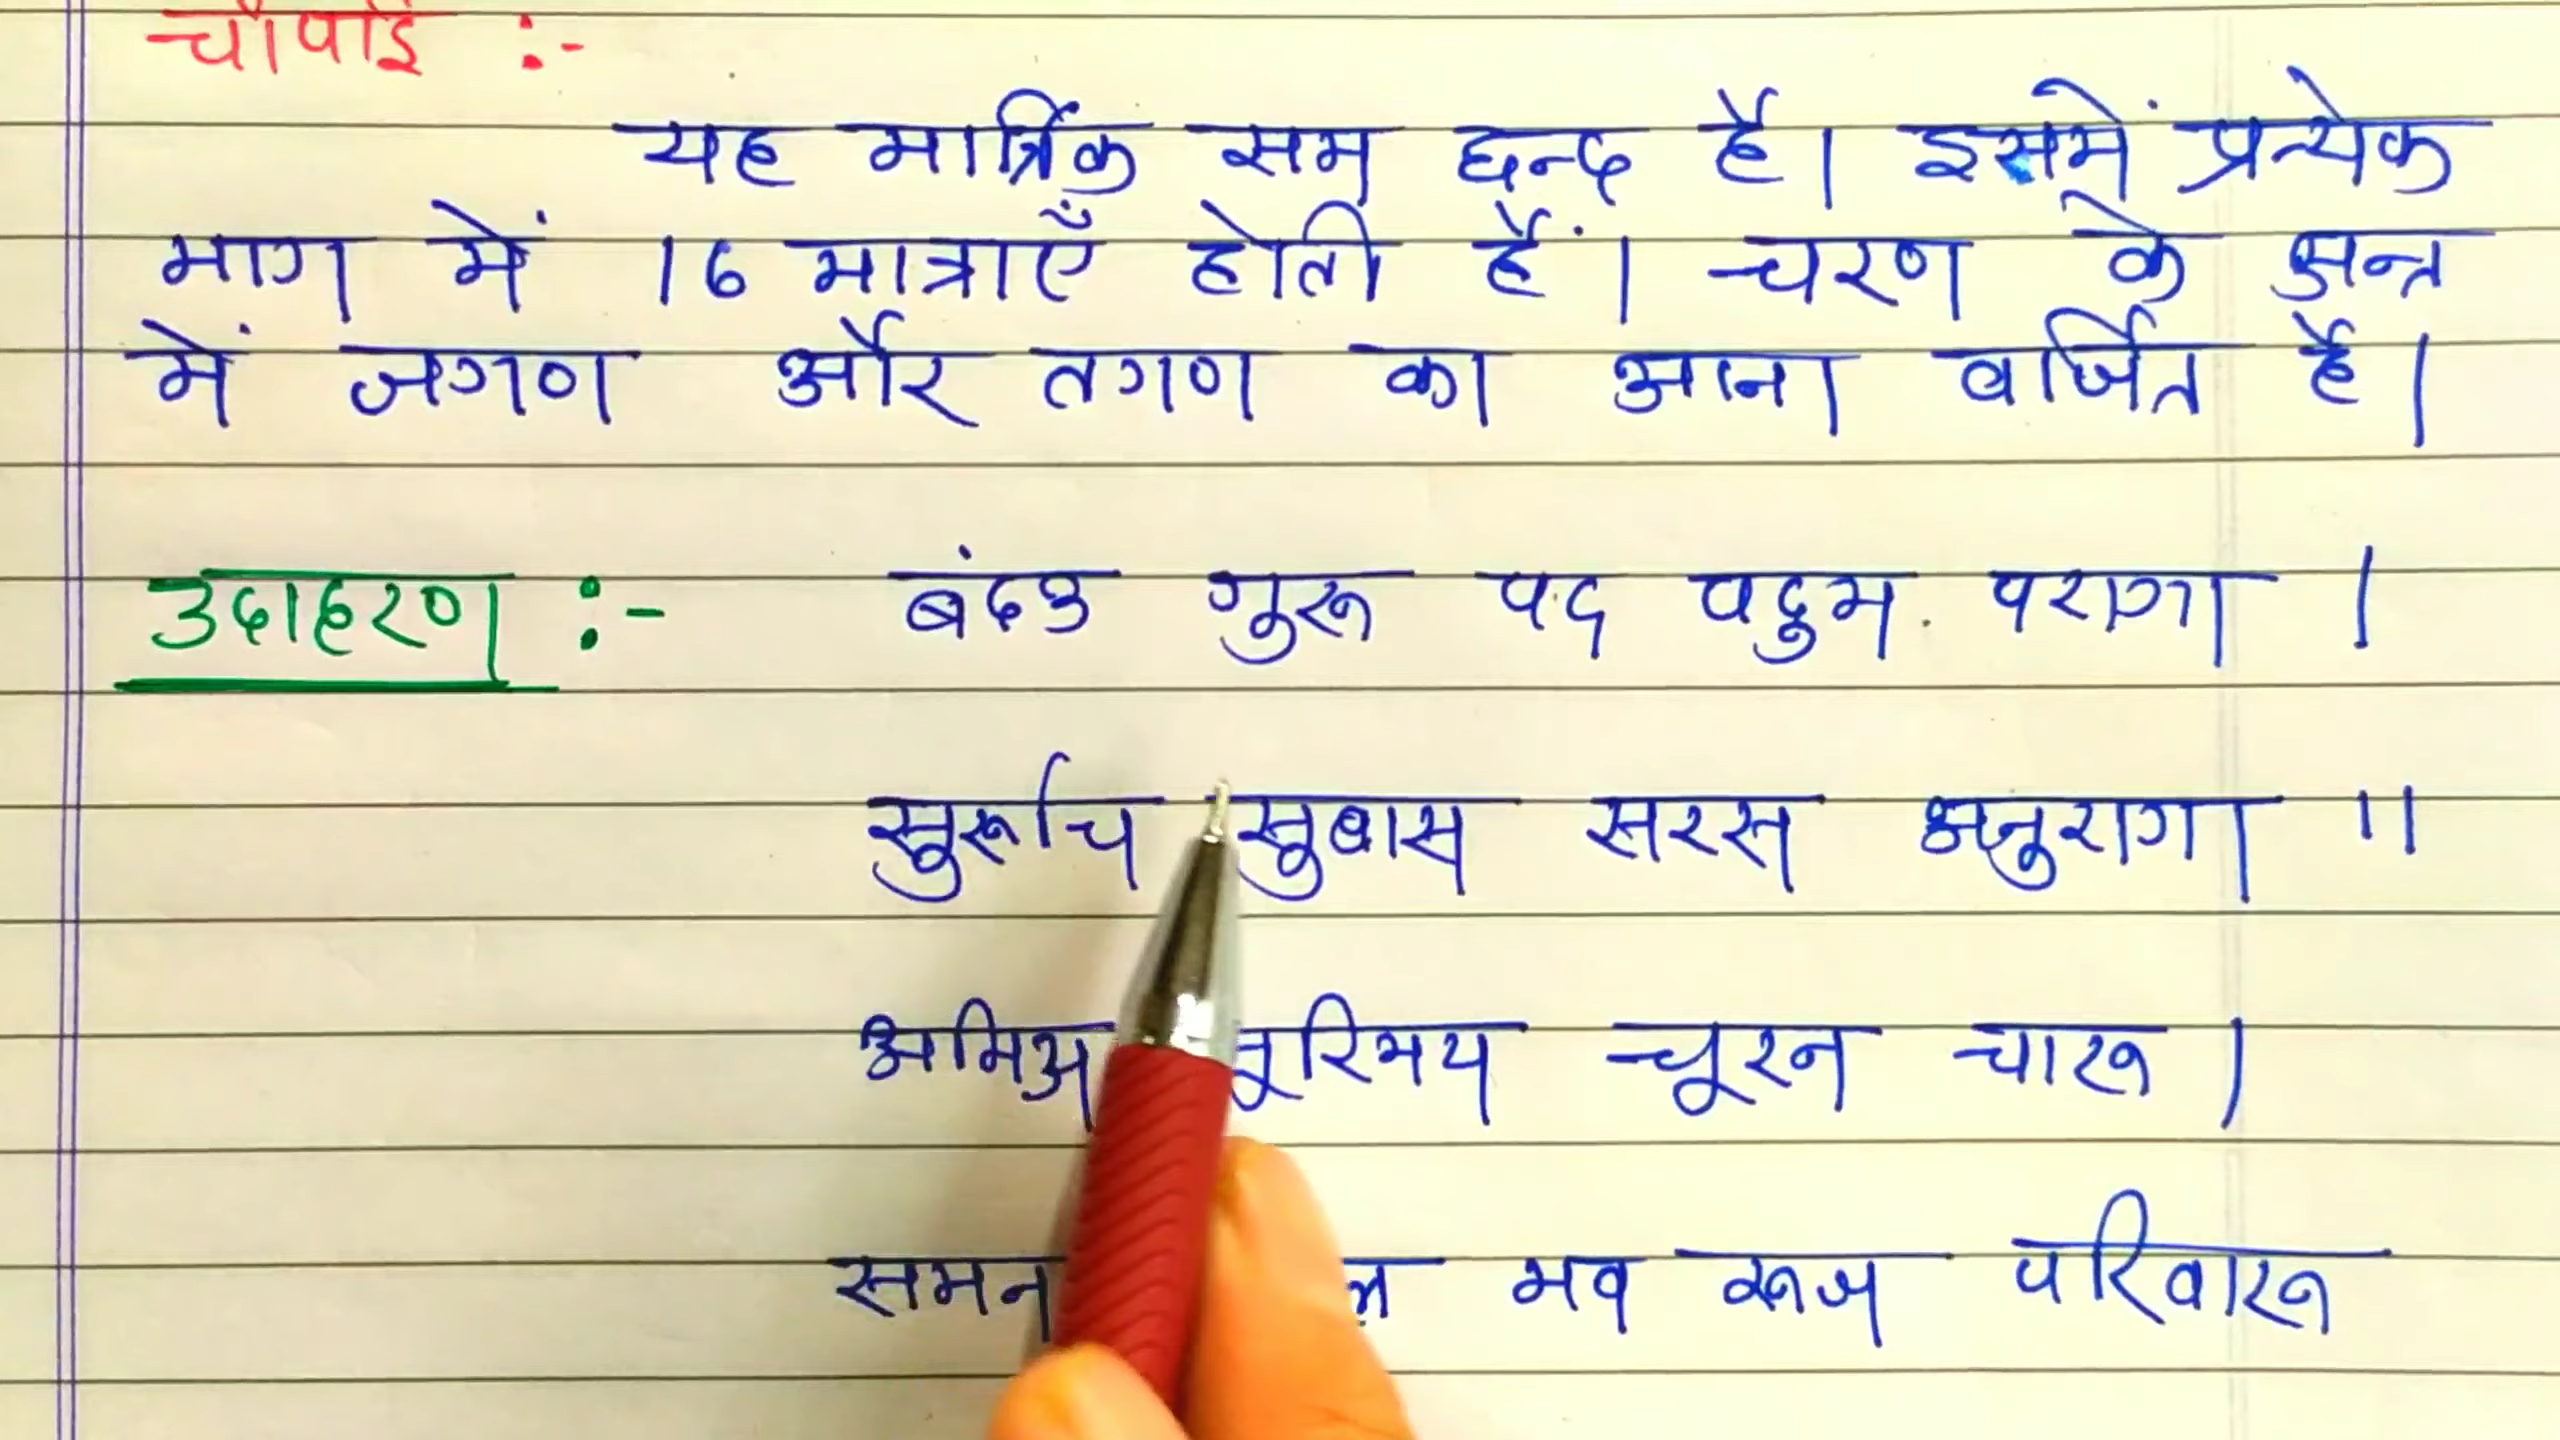 चौपाई :-
यह मात्रिक सम छन्द है। इसमें प्रत्येक
भाग में 16 मात्राएँ होती हैं। चरण के अन्त
में जगण और तगण का आना वर्जित है।
उदाहरण :- बंदउ गुरू पद पदुम परागा ।
सुरूचि सुबास सरस अनुरागा ॥
अमिअ चूरन चारू ।
समन भव रूज परिवारू